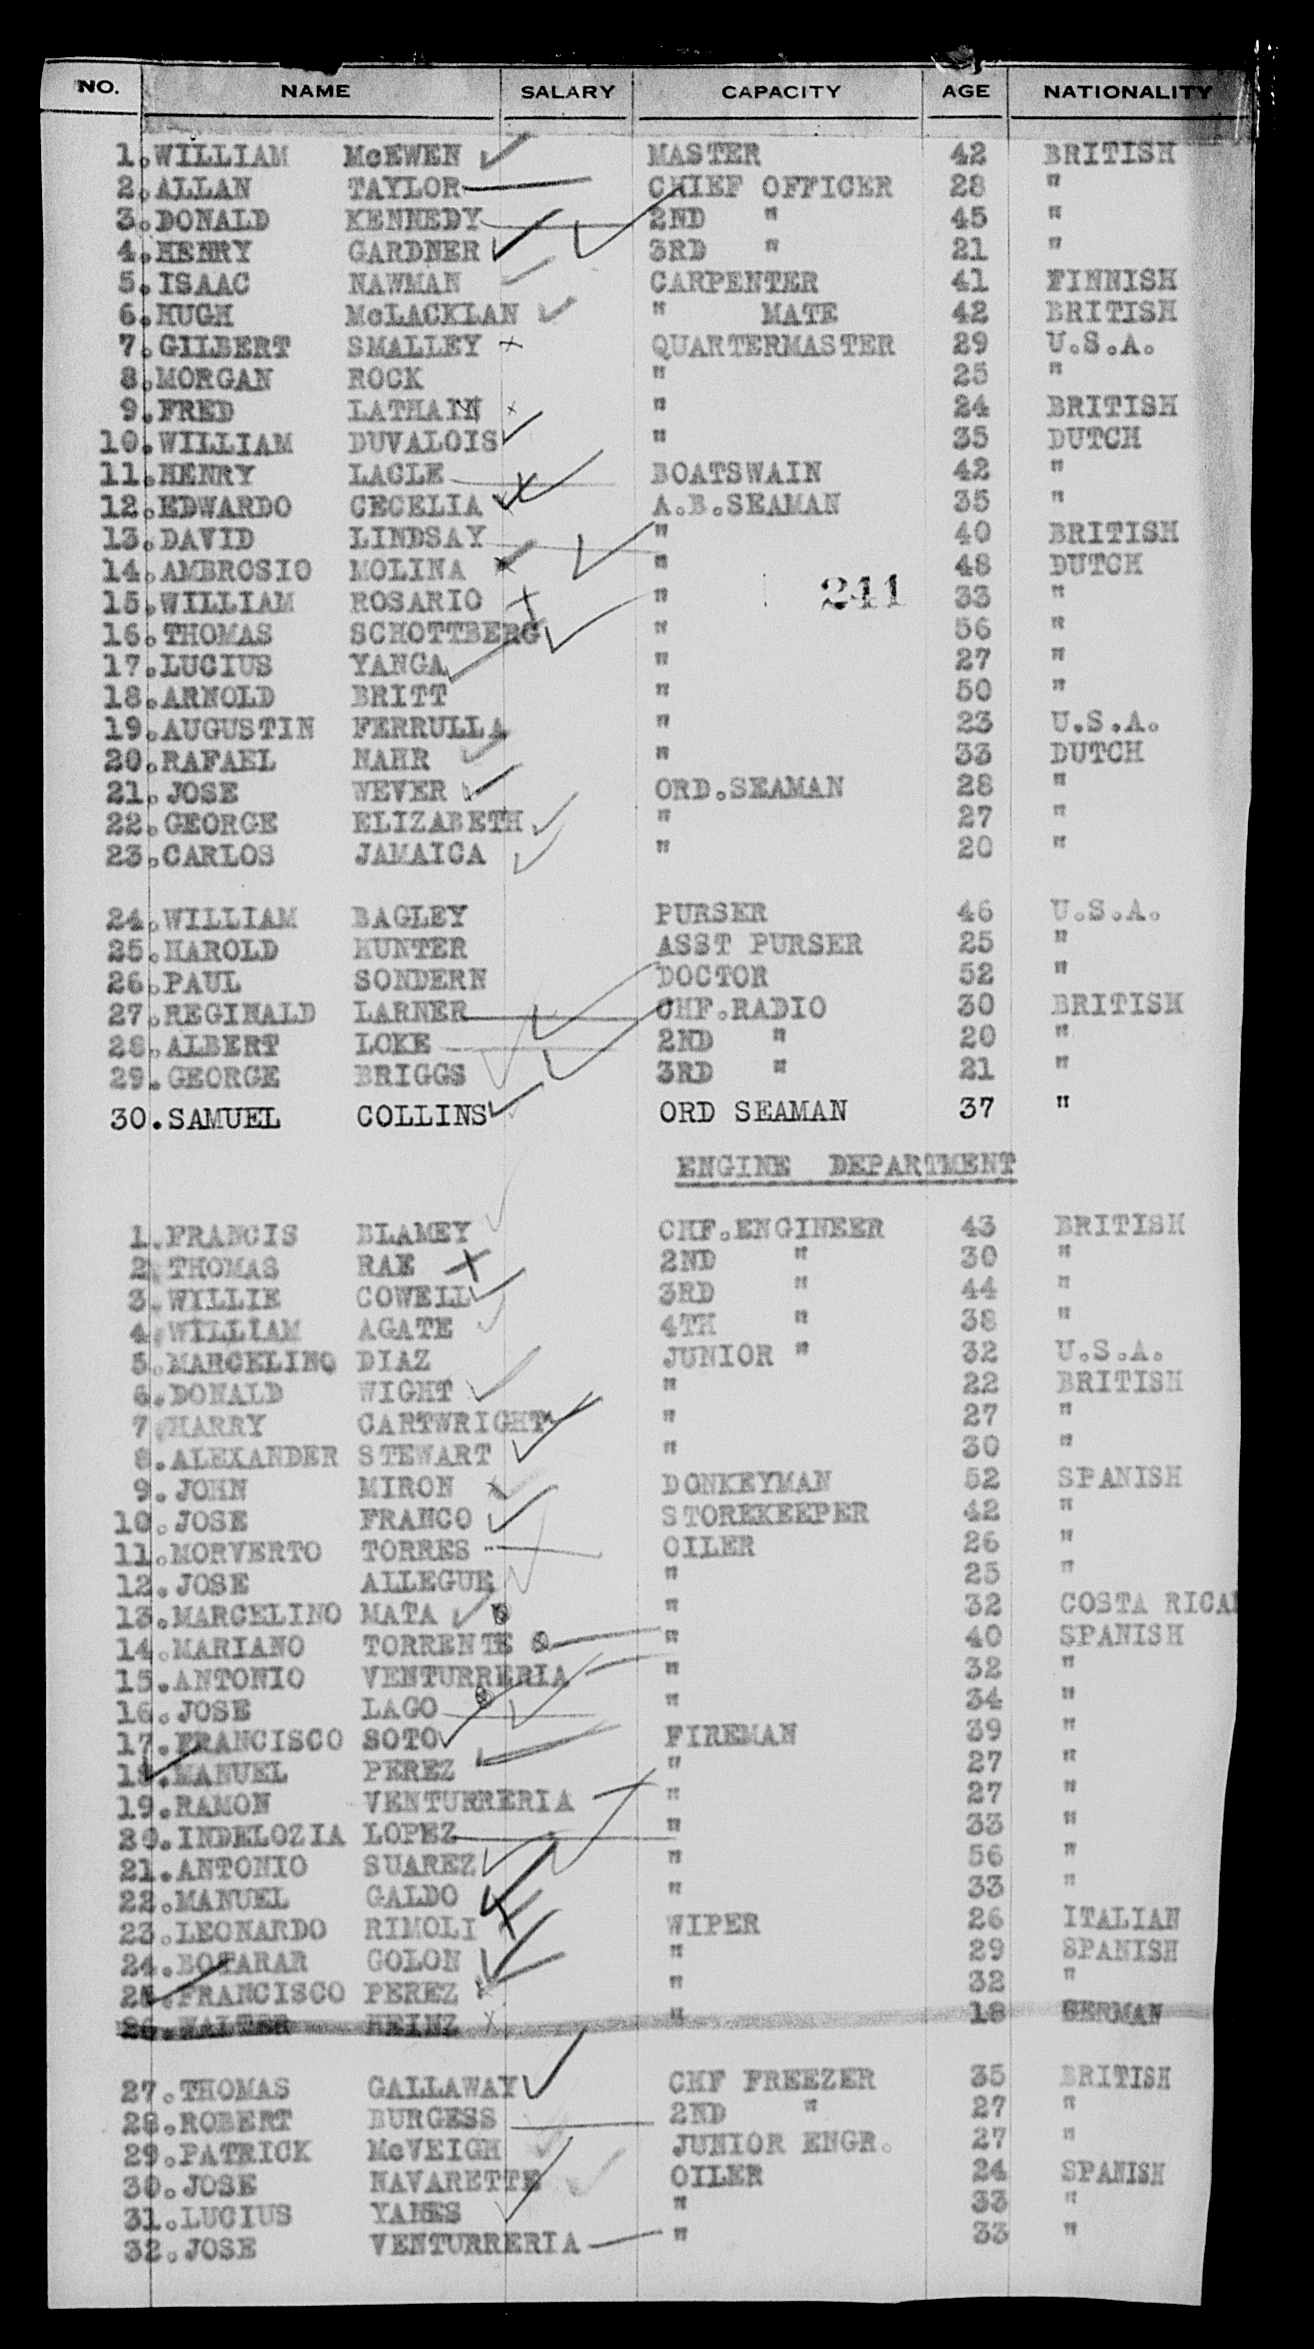 NO. NAME SALARY CAPACITY AGE NATIONALITY
1. WILLIAM McEWEN MASTER 42 BRITISH
2. ALLAN TAYLOR CHIEF OFFICER 28 "
3. DONALD KENNEDY 2ND " 45 "
4. HENRY GARDNER 3RD " 21 "
5. ISAAC NAWMAN CARPENTER 41 FINNISH
6. HUGH McLACKLAN " MATE 42 BRITISH
7. GILBERT SMALLEY QUARTERMASTER 29 U.S.A.
8. MORGAN ROCK " 25 "
9. FRED LATHAIN " 24 BRITISH
10. WILLIAM DUVALOIS " 35 DUTCH
11. HENRY LACLE BOATSWAIN 42 "
12. EDWARDO CECELIA A.B.SEAMAN 35 "
13. DAVID LINDSAY " 40 BRITISH
14. AMBROSIO MOLINA " 48 DUTCH
15. WILLIAM ROSARIO " 241 33 "
16. THOMAS SCHOTTBERG " 56 "
17. LUCIUS YANGA " 27 "
18. ARNOLD BRITT " 50 "
19. AUGUSTIN FERRULLA " 23 U.S.A.
20. RAFAEL NAHR " 33 DUTCH
21. JOSE WEVER ORD.SEAMAN 28 "
22. GEORGE ELIZABETH " 27 "
23. CARLOS JAMAICA " 20 "
24. WILLIAM BAGLEY PURSER 46 U.S.A.
25. HAROLD HUNTER ASST PURSER 25 "
26. PAUL SONDERN DOCTOR 52 "
27. REGINALD LARNER CHF.RADIO 30 BRITISH
28. ALBERT LOKE 2ND " 20 "
29. GEORGE BRIGGS 3RD " 21 "
30. SAMUEL COLLINS ORD SEAMAN 37 "
ENGINE DEPARTMENT
1. FRANCIS BLAMEY CHF.ENGINEER 43 BRITISH
2. THOMAS RAE 2ND " 30 "
3. WILLIE COWELL 3RD " 44 "
4. WILLIAM AGATE 4TH " 38 "
5. MARCELINO DIAZ JUNIOR " 32 U.S.A.
6. DONALD WIGHT " 22 BRITISH
7. HARRY CARTWRIGHT " 27 "
8. ALEXANDER STEWART " 30 "
9. JOHN MIRON DONKEYMAN 52 SPANISH
10. JOSE FRANCO STOREKEEPER 42 "
11. MORVERTO TORRES OILER 26 "
12. JOSE ALLEGUE " 25 "
13. MARCELINO MATA " 32 COSTA RICAN
14. MARIANO TORRENTE " 40 SPANISH
15. ANTONIO VENTURRERIA " 32 "
16. JOSE LAGO " 34 "
17. FRANCISCO SOTO FIREMAN 39 "
18. MANUEL PEREZ " 27 "
19. RAMON VENTURRERIA " 27 "
20. INDELOZIA LOPEZ " 33 "
21. ANTONIO SUAREZ " 56 "
22. MANUEL GALDO " 33 "
23. LEONARDO RIMOLI WIPER 26 ITALIAN
24. GOLON " 29 SPANISH
25. FRANCISCO PEREZ " 32 "
26. WALTER HEINZ " 18 GERMAN
27. THOMAS GALLAWAY CHF FREEZER 35 BRITISH
28. ROBERT BURGESS 2ND " 27 "
29. PATRICK McVEIGH JUNIOR ENGR. 27 "
30. JOSE NAVARETTE OILER 24 SPANISH
31. LUCIUS YANES " 33 "
32. JOSE VENTURRERIA " 33 "